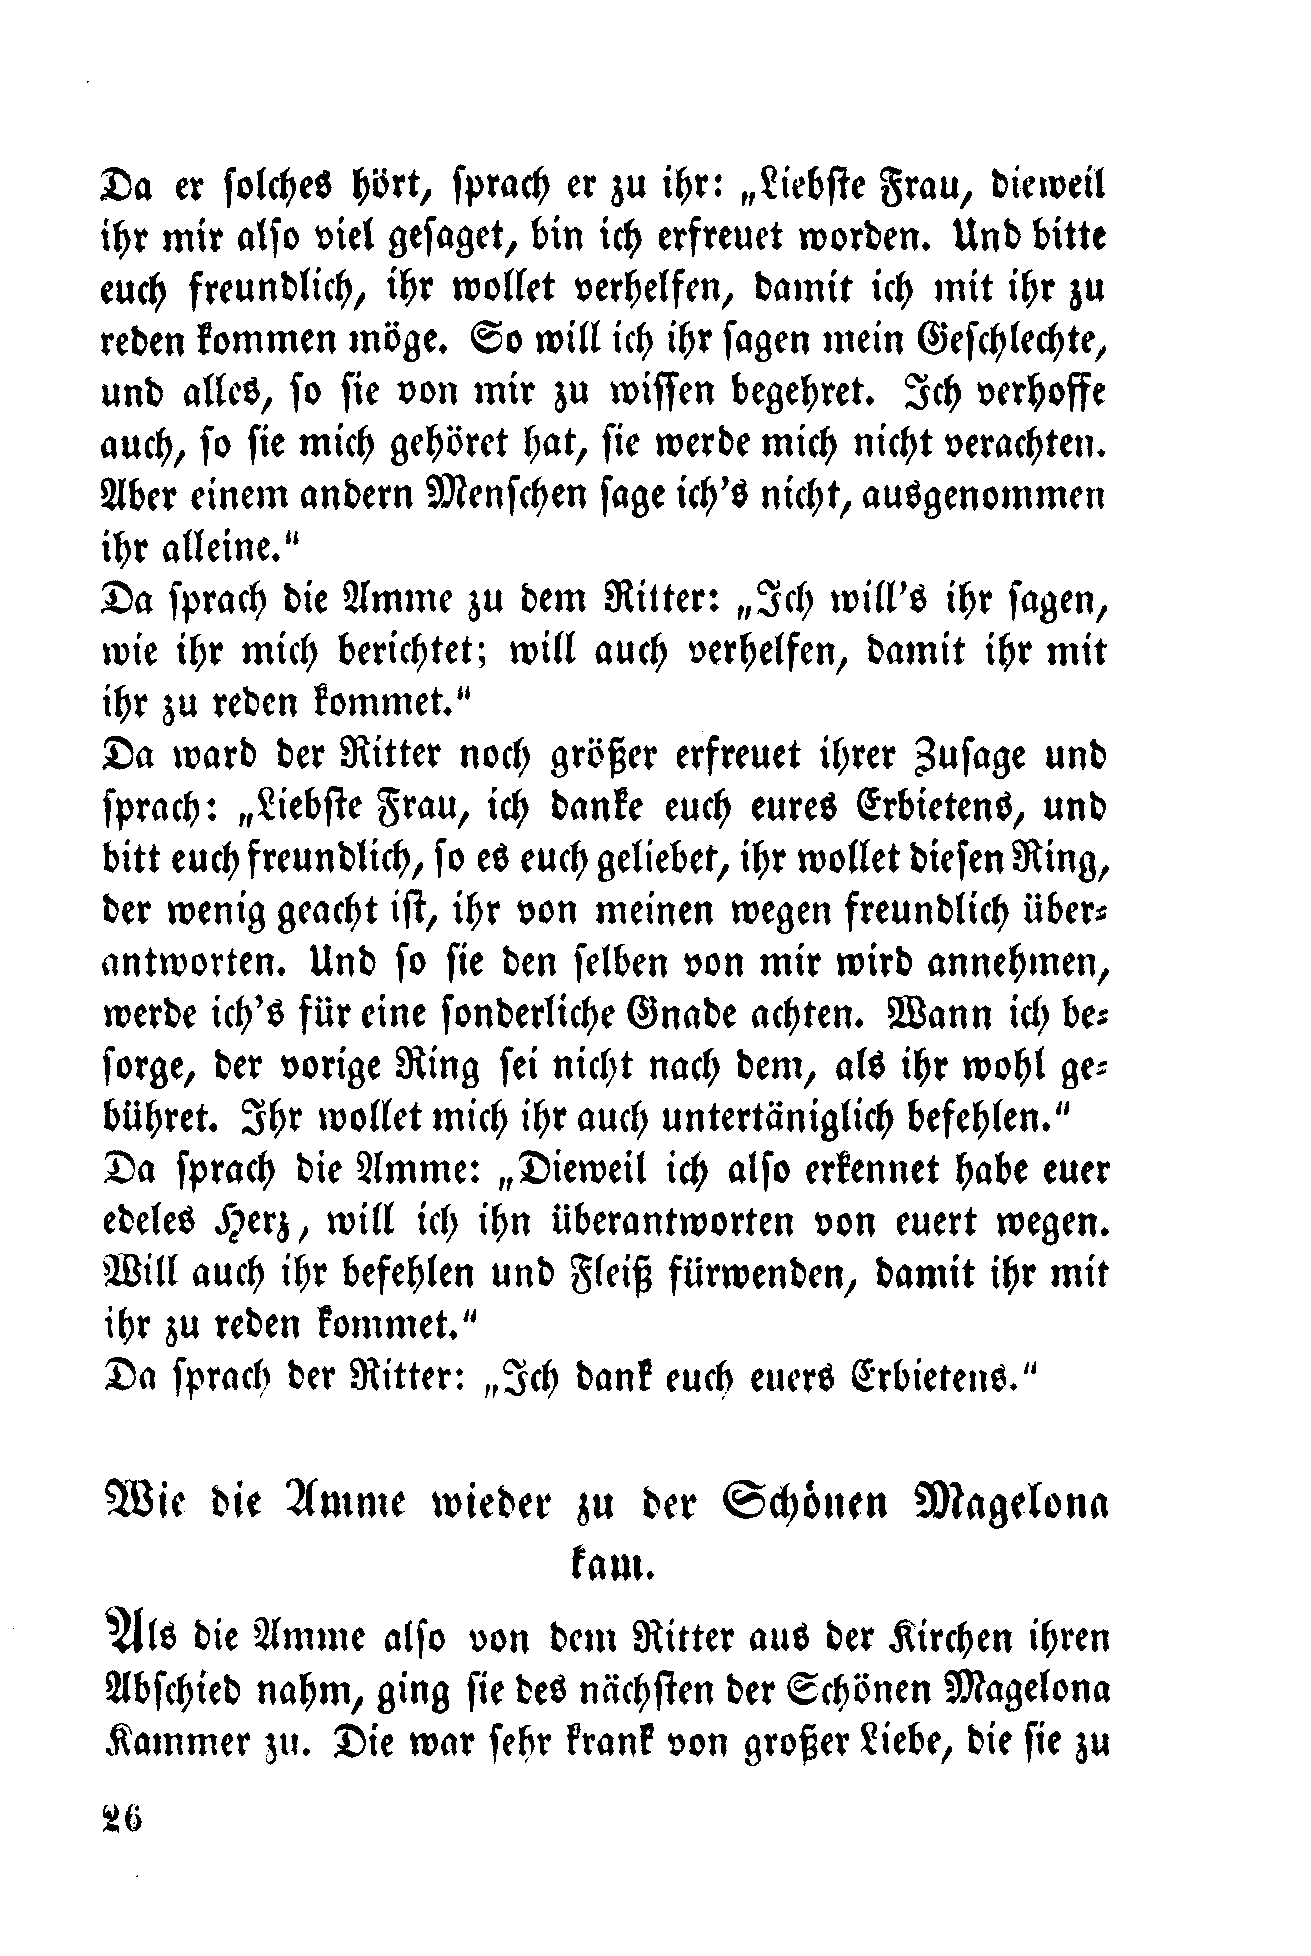 Da er solches hört, sprach er zu ihr: „Liebste Frau, dieweil
ihr mir also viel gesaget, bin ich erfreuet worden. Und bitte
euch freundlich, ihr wollet verhelfen, damit ich mit ihr zu
reden kommen möge. So will ich ihr sagen mein Geschlechte,
und alles, so sie von mir zu wissen begehret. Ich verhoffe
auch, so sie mich gehöret hat, sie werde mich nicht verachten.
Aber einem andern Menschen sage ich's nicht, ausgenommen
ihr alleine.“
Da sprach die Amme zu dem Ritter: „Ich will's ihr sagen,
wie ihr mich berichtet; will auch verhelfen, damit ihr mit
ihr zu reden kommet.“
Da ward der Ritter noch größer erfreuet ihrer Zusage und
sprach: „Liebste Frau, ich danke euch eures Erbietens, und
bitt euch freundlich, so es euch geliebet, ihr wollet diesen Ring,
der wenig geacht ist, ihr von meinen wegen freundlich über-
antworten. Und so sie den selben von mir wird annehmen,
werde ich's für eine sonderliche Gnade achten. Wann ich be-
sorge, der vorige Ring sei nicht nach dem, als ihr wohl ge-
bühret. Ihr wollet mich ihr auch untertäniglich befehlen.“
Da sprach die Amme: „Dieweil ich also erkennet habe euer
edeles Herz, will ich ihn überantworten von euert wegen.
Will auch ihr befehlen und Fleiß fürwenden, damit ihr mit
ihr zu reden kommet.“
Da sprach der Ritter: „Ich dank euch euers Erbietens.“
Wie die Amme wieder zu der Schönen Magelona
kam.
Als die Amme also von dem Ritter aus der Kirchen ihren
Abschied nahm, ging sie des nächsten der Schönen Magelona
Kammer zu. Die war sehr krank von großer Liebe, die sie zu
26